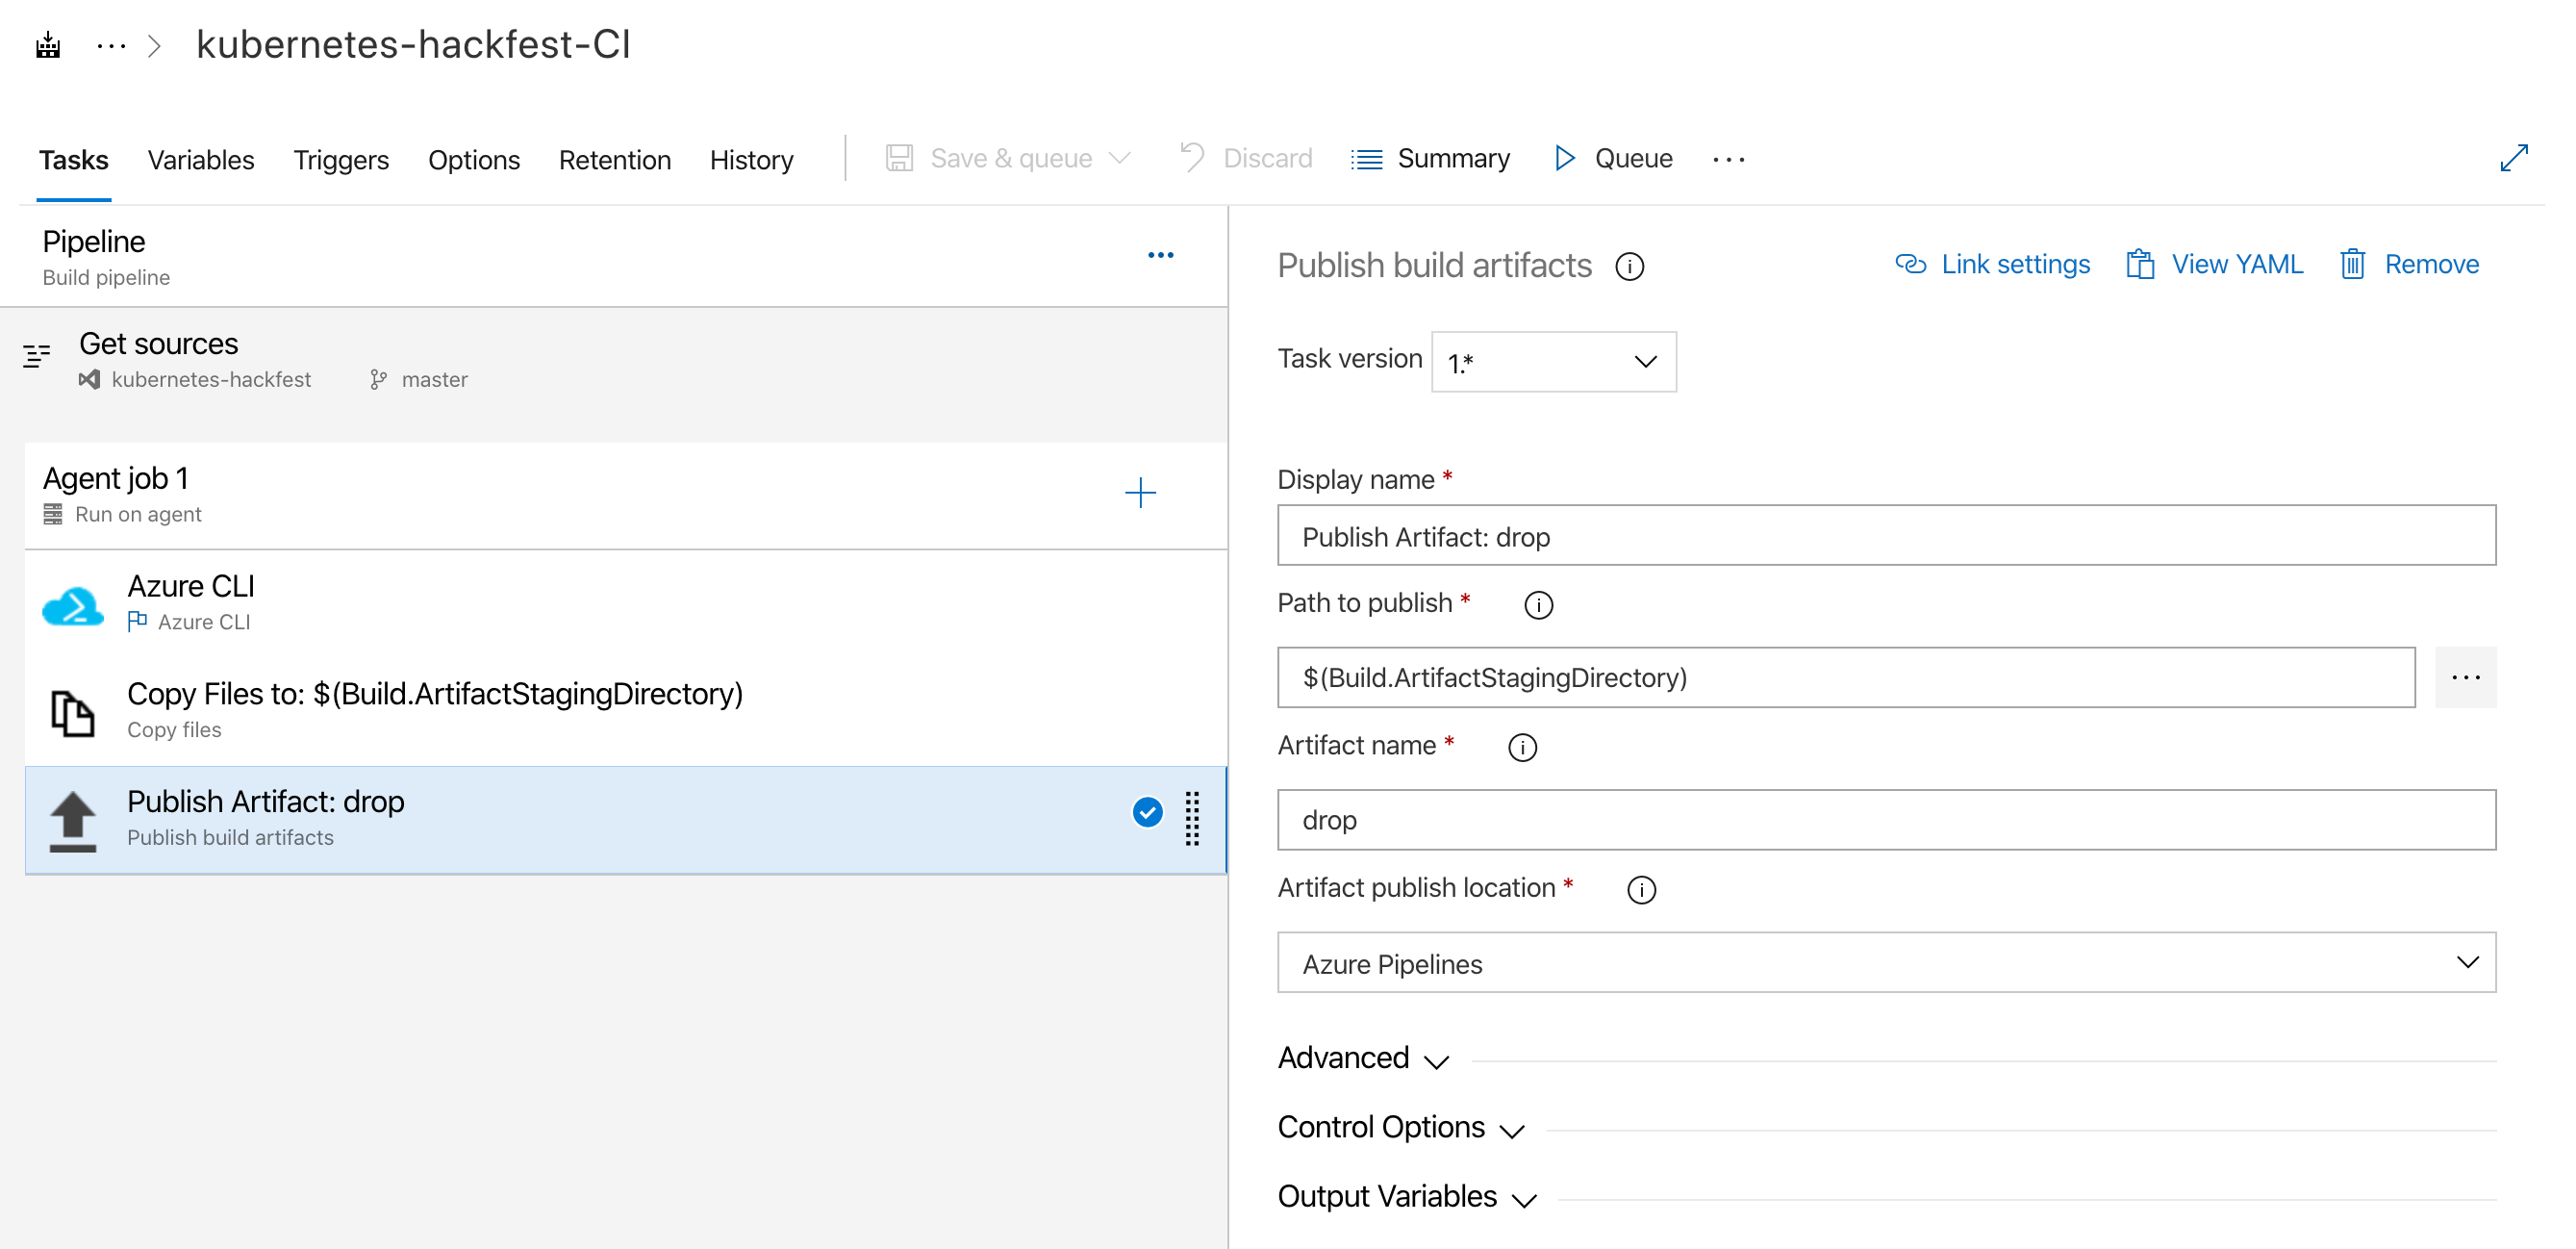 ... > kubernetes-hackfest-CI
Tasks Variables Triggers Options Retention History Save & queue Discard Summary Queue ...
Pipeline
Build pipeline
Get sources
kubernetes-hackfest master
Agent job 1
Run on agent
Azure CLI
Azure CLI
Copy Files to: $(Build.ArtifactStagingDirectory)
Copy files
Publish Artifact: drop
Publish build artifacts
Publish build artifacts Link settings View YAML Remove
Task version 1.*
Display name *
Publish Artifact: drop
Path to publish *
$(Build.ArtifactStagingDirectory) ...
Artifact name *
drop
Artifact publish location *
Azure Pipelines
Advanced
Control Options
Output Variables